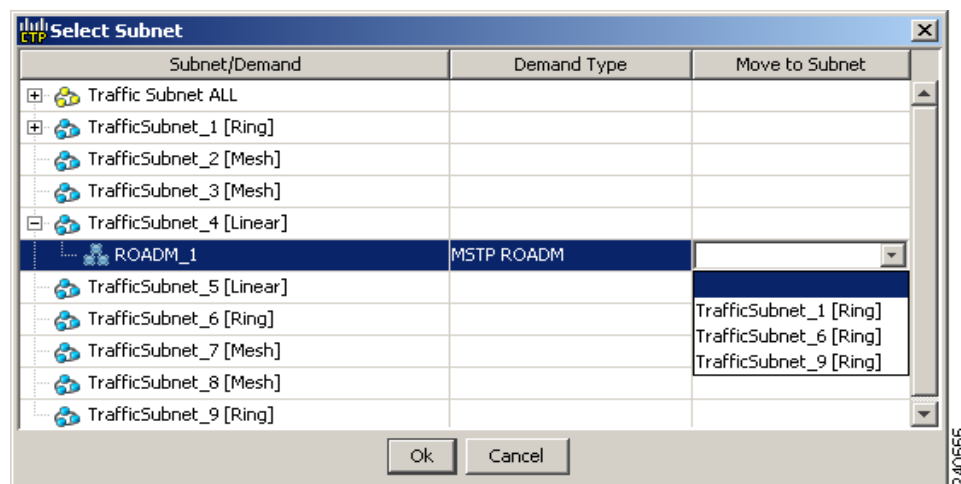 CTP Select Subnet
Subnet/Demand Demand Type Move to Subnet
Traffic Subnet ALL
TrafficSubnet_1 [Ring]
TrafficSubnet_2 [Mesh]
TrafficSubnet_3 [Mesh]
TrafficSubnet_4 [Linear]
ROADM_1 MSTP ROADM
TrafficSubnet_5 [Linear]
TrafficSubnet_1 [Ring]
TrafficSubnet_6 [Ring]
TrafficSubnet_6 [Ring]
TrafficSubnet_7 [Mesh]
TrafficSubnet_9 [Ring]
TrafficSubnet_8 [Mesh]
TrafficSubnet_9 [Ring]
Ok Cancel